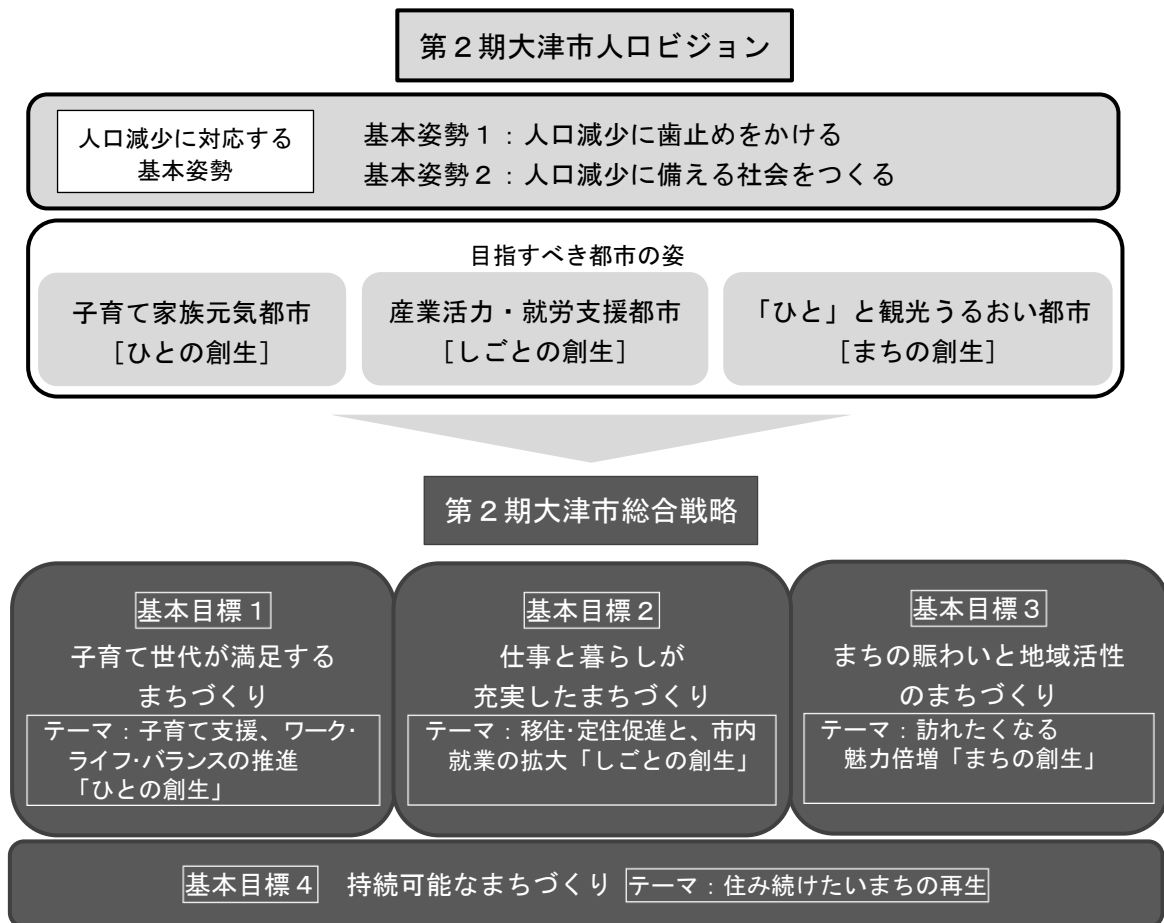 第２期大津市人口ビジョン
人口減少に対応する
基本姿勢
基本姿勢１：人口減少に歯止めをかける
基本姿勢２：人口減少に備える社会をつくる
目指すべき都市の姿
子育て家族元気都市
［ひとの創生］
産業活力・就労支援都市
［しごとの創生］
「ひと」と観光うるおい都市
［まちの創生］
第２期大津市総合戦略
基本目標１
子育て世代が満足する
まちづくり
テーマ：子育て支援、ワーク・
ライフ・バランスの推進
「ひとの創生」
基本目標２
仕事と暮らしが
充実したまちづくり
テーマ：移住・定住促進と、市内
就業の拡大「しごとの創生」
基本目標３
まちの賑わいと地域活性
のまちづくり
テーマ：訪れたくなる
魅力倍増「まちの創生」
基本目標４　持続可能なまちづくり テーマ：住み続けたいまちの再生